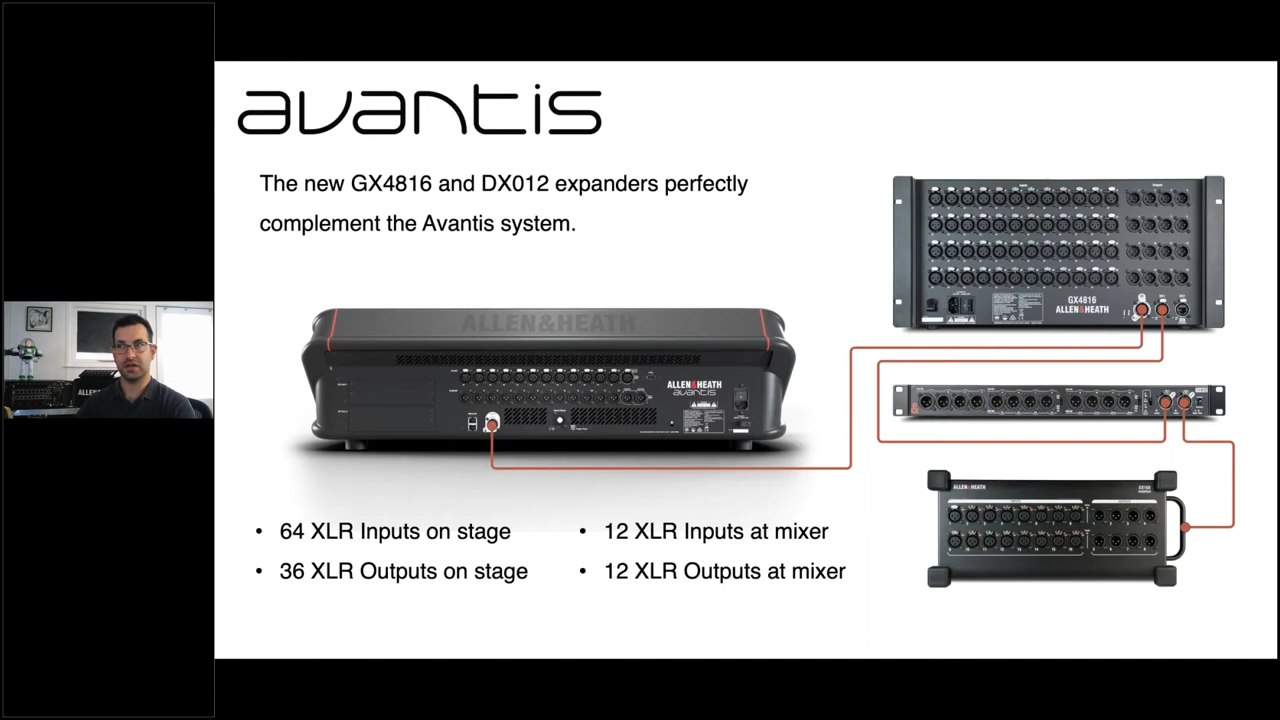 avantis
The new GX4816 and DX012 expanders perfectly
complement the Avantis system.
GX4816
ALLEN&HEATH
ALLEN&HEATH
ALLEN&HEATH
avantis
ALLEN&HEATH
• 64 XLR Inputs on stage
• 36 XLR Outputs on stage
• 12 XLR Inputs at mixer
• 12 XLR Outputs at mixer